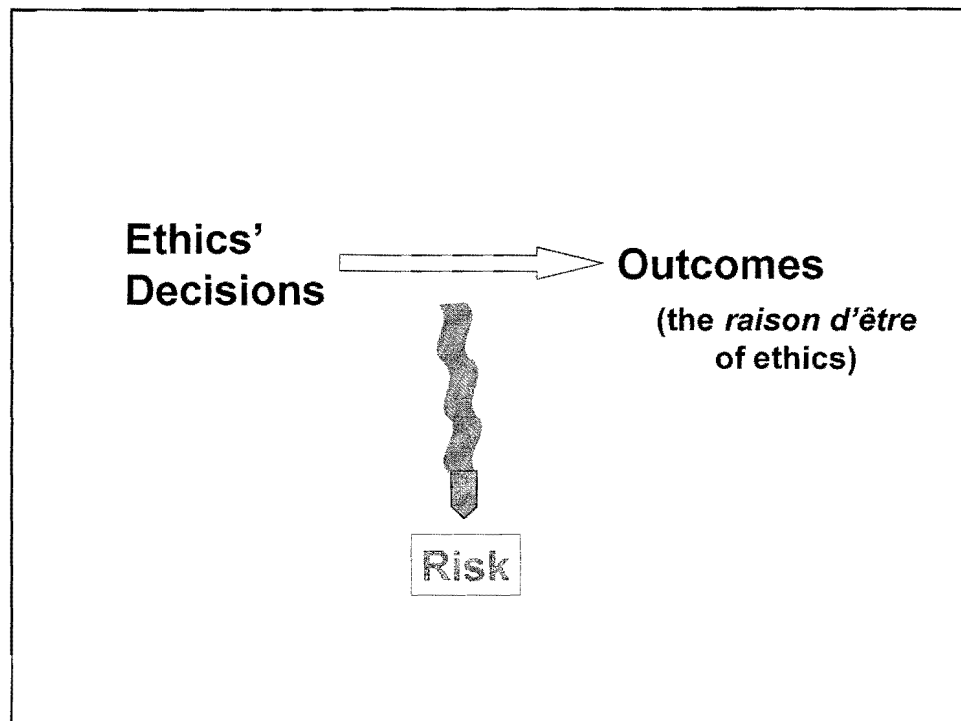 Ethics’
Decisions
Outcomes
(the raison d’être
of ethics)
Risk